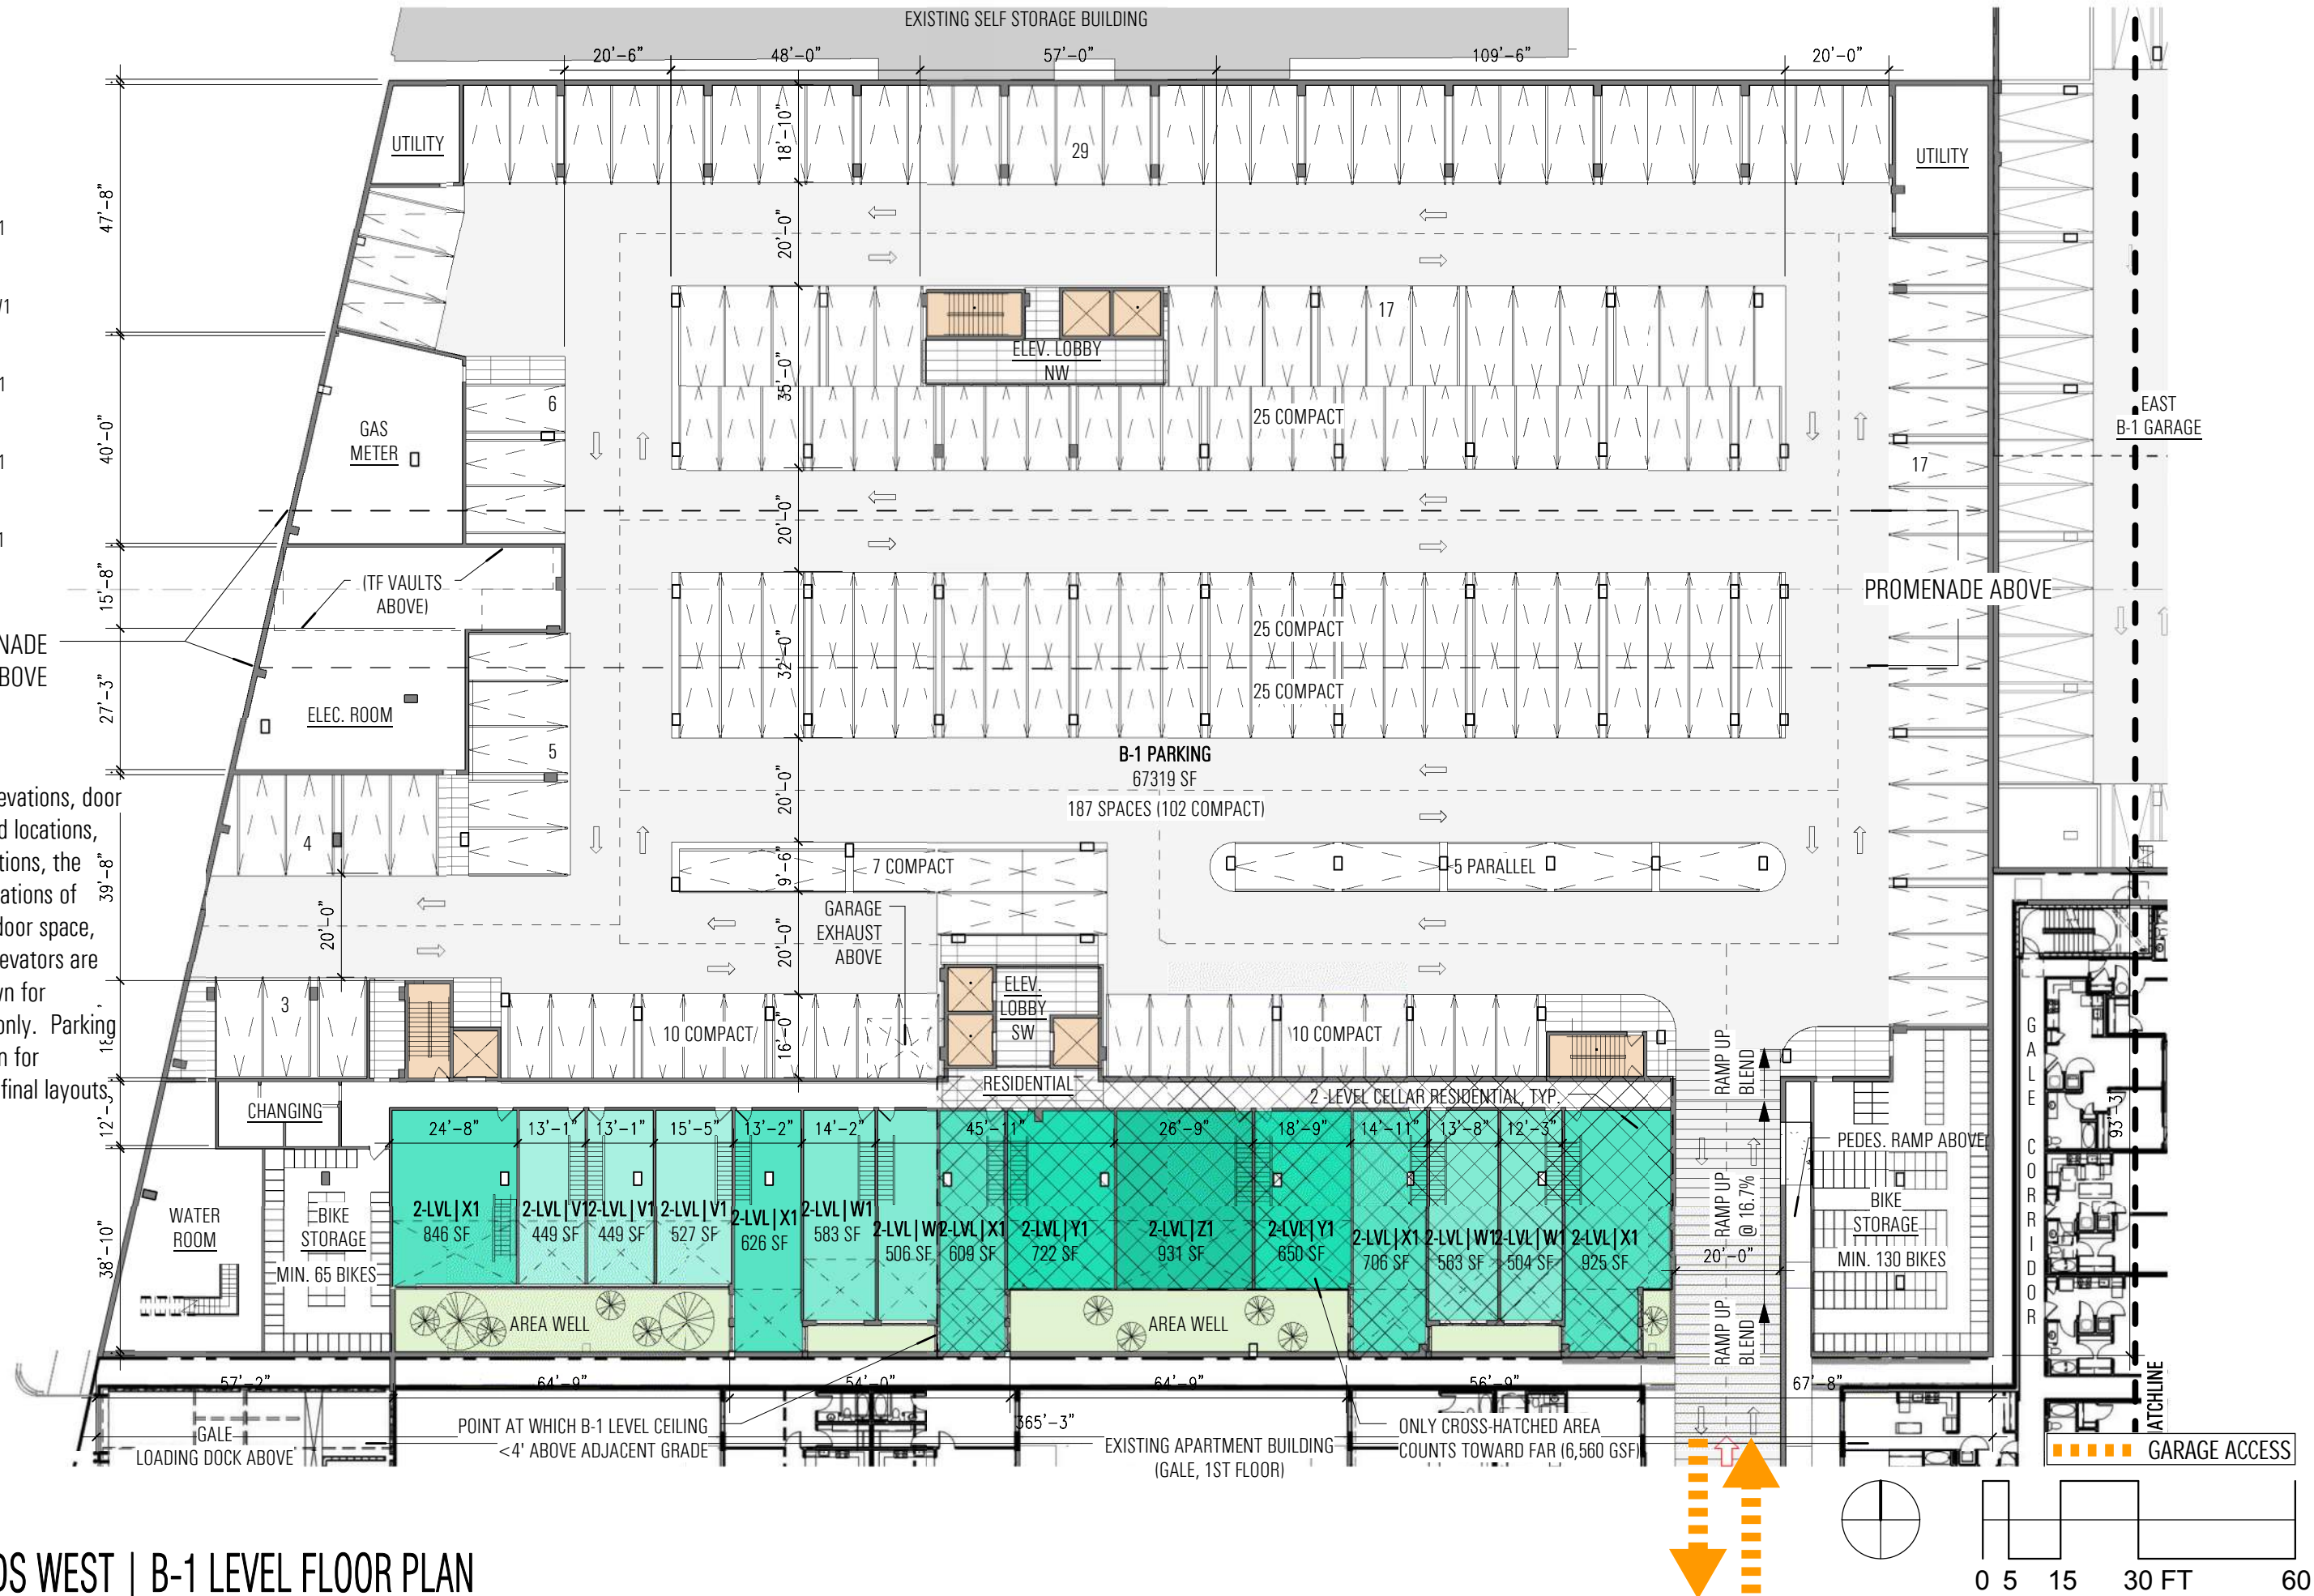 EXISTING SELF STORAGE BUILDING
20'-6"
48'-0"
57'-0"
109'-6"
20'-0"
UTILITY
18'-10"
29
UTILITY
47'-8"
20'-0"
17
ELEV. LOBBY
NW
35'-0"
25 COMPACT
6
GAS
METER
40'-0"
17
EAST
B-1 GARAGE
20'-0"
15'-8"
(TF VAULTS
ABOVE)
PROMENADE ABOVE
25 COMPACT
32'-0"
25 COMPACT
27'-3"
ELEC. ROOM
5
B-1 PARKING
67319 SF
187 SPACES (102 COMPACT)
20'-0"
door
locations,
the
of
door space,
are
for
only. Parking
for
final layouts
4
39'-8"
9'-6"
7 COMPACT
5 PARALLEL
GARAGE
EXHAUST
ABOVE
20'-0"
20'-0"
ELEV.
LOBBY
SW
3
10 COMPACT
16'-0"
10 COMPACT
RAMP UP
BLEND
RESIDENTIAL
2 -LEVEL CELLAR RESIDENTIAL, TYP.
CHANGING
12'-3"
24'-8"
13'-1"
13'-1"
15'-5"
13'-2"
14'-2"
45'-11"
26'-9"
18'-9"
14'-11"
13'-8"
12'-3"
PEDES. RAMP ABOVE
93'-3"
GALE CORRIDOR
WATER
ROOM
BIKE
STORAGE
MIN. 65 BIKES
38'-10"
2-LVL | X1
846 SF
2-LVL | V1
449 SF
2-LVL | V1
449 SF
2-LVL | V1
527 SF
2-LVL | X1
626 SF
2-LVL | W1
583 SF
2-LVL | W1
506 SF
2-LVL | X1
609 SF
2-LVL | Y1
722 SF
2-LVL | Z1
931 SF
2-LVL | Y1
650 SF
2-LVL | X1
706 SF
2-LVL | W1
563 SF
2-LVL | W1
504 SF
2-LVL | X1
925 SF
RAMP UP
@ 16.7%
20'-0"
BIKE
STORAGE
MIN. 130 BIKES
AREA WELL
AREA WELL
RAMP UP
BLEND
57'-2"
64'-9"
54'-0"
64'-9"
56'-9"
67'-8"
365'-3"
GALE
LOADING DOCK ABOVE
POINT AT WHICH B-1 LEVEL CEILING
<4' ABOVE ADJACENT GRADE
EXISTING APARTMENT BUILDING
(GALE, 1ST FLOOR)
ONLY CROSS-HATCHED AREA
COUNTS TOWARD FAR (6,560 GSF)
GARAGE ACCESS
WEST | B-1 LEVEL FLOOR PLAN
0 5 15 30 FT 60